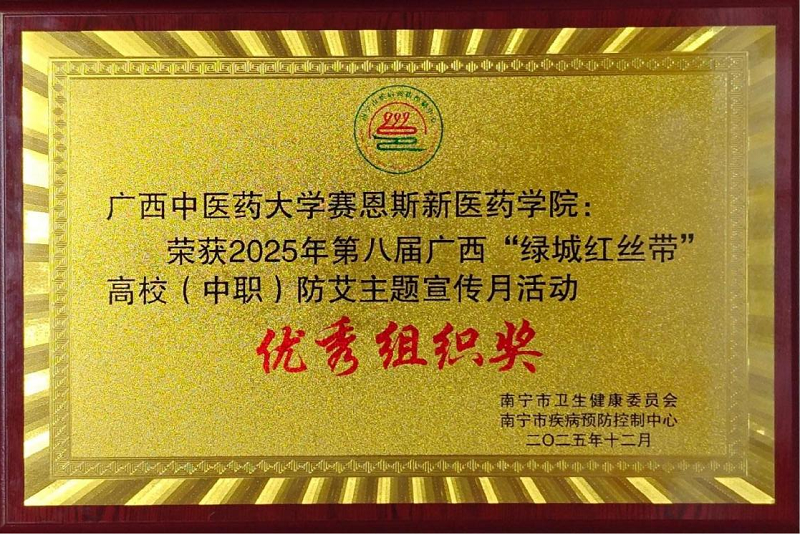 广西中医药大学赛恩斯新医药学院：
荣获2025年第八届广西“绿城红丝带”
高校（中职）防艾主题宣传月活动
优秀组织奖
南宁市卫生健康委员会
南宁市疾病预防控制中心
二〇二五年十二月